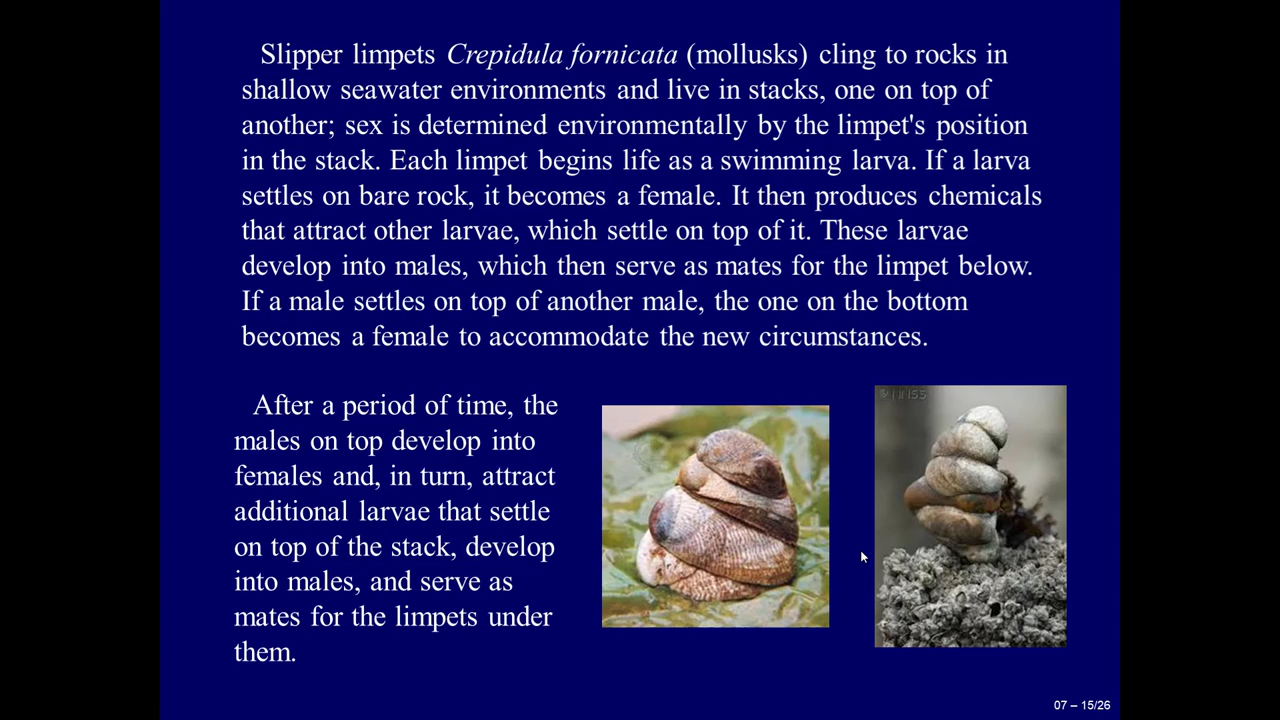 Slipper limpets Crepidula fornicata (mollusks) cling to rocks in
shallow seawater environments and live in stacks, one on top of
another; sex is determined environmentally by the limpet's position
in the stack. Each limpet begins life as a swimming larva. If a larva
settles on bare rock, it becomes a female. It then produces chemicals
that attract other larvae, which settle on top of it. These larvae
develop into males, which then serve as mates for the limpet below.
If a male settles on top of another male, the one on the bottom
becomes a female to accommodate the new circumstances.
After a period of time, the
males on top develop into
females and, in turn, attract
additional larvae that settle
on top of the stack, develop
into males, and serve as
mates for the limpets under
them.
07 – 15/26